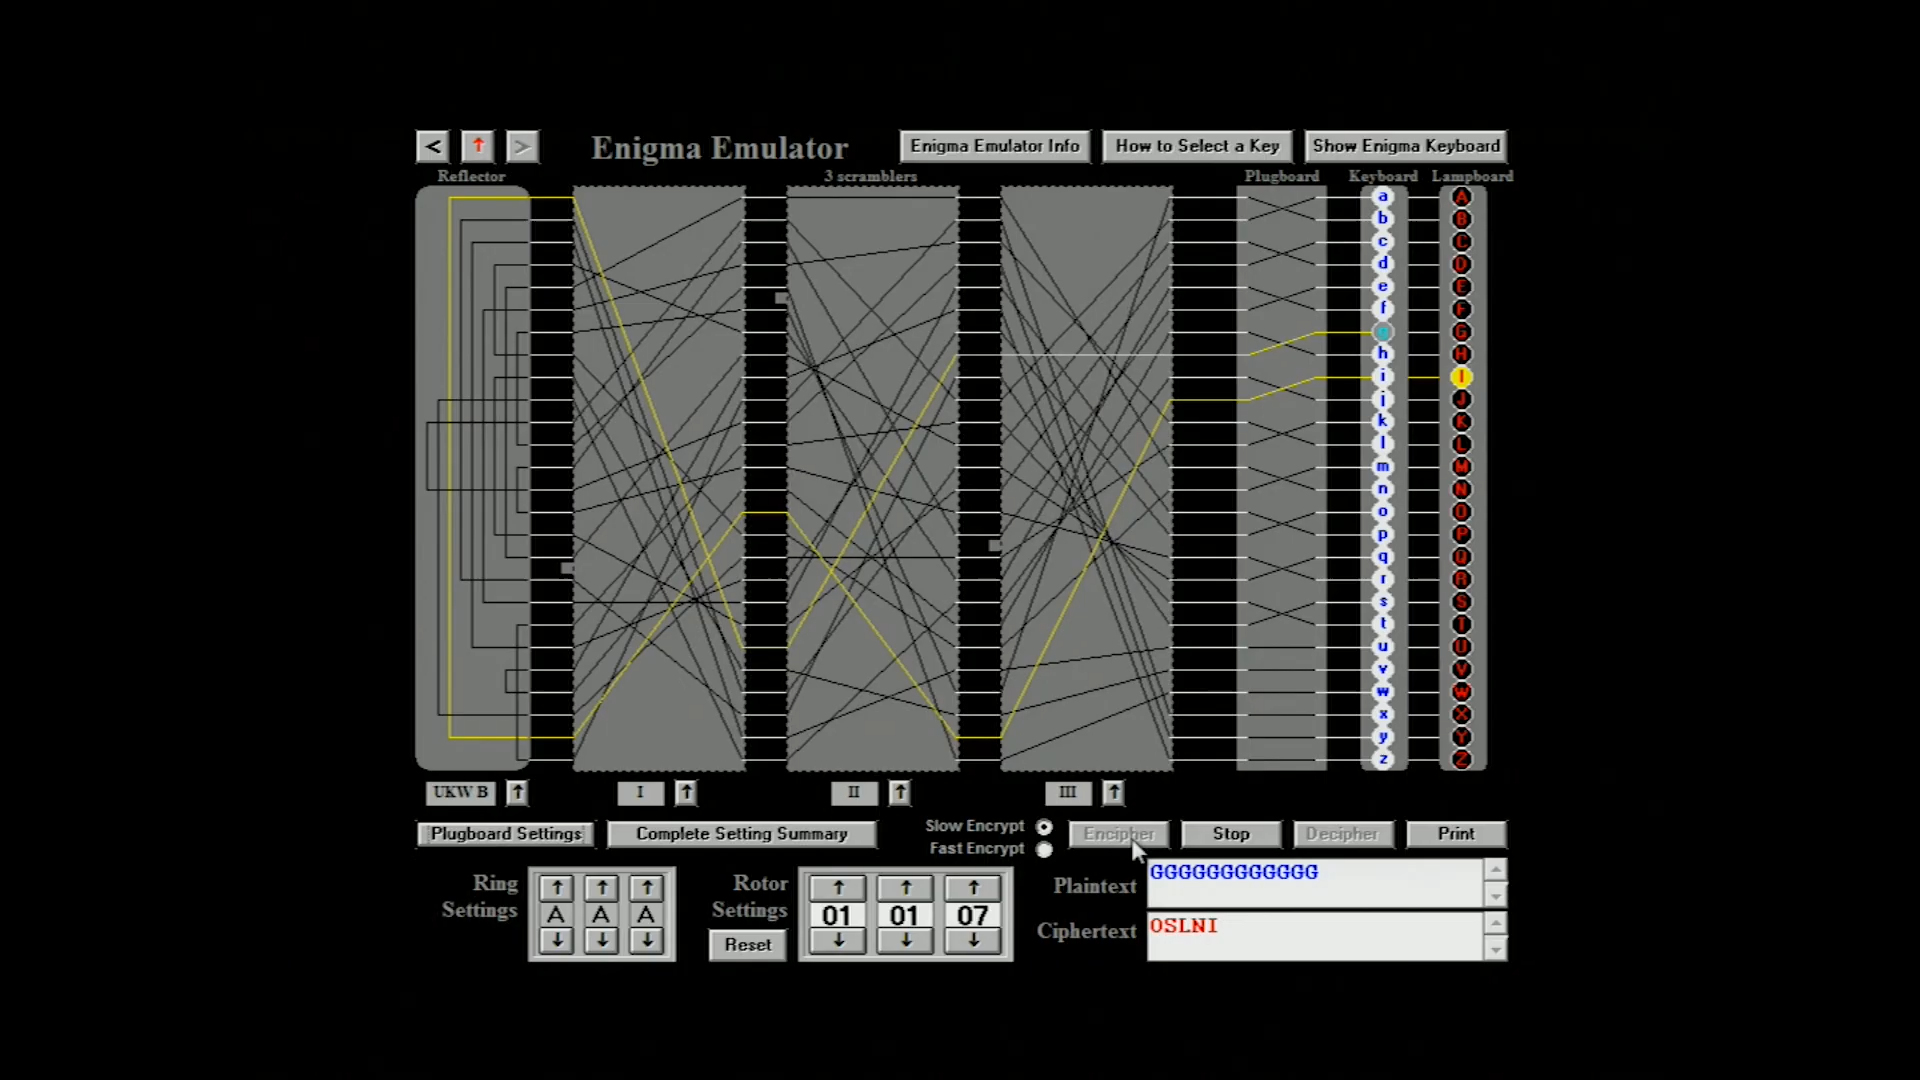 < ↑ > Enigma Emulator Enigma Emulator Info How to Select a Key Show Enigma Keyboard
Reflector 3 scramblers Plugboard Keyboard Lampboard
a A
b B
c C
d D
e E
f F
G
h H
i I
j J
k K
l L
m M
n N
o O
p P
q Q
r R
s S
t T
u U
v V
w W
x X
y Y
z Z
UKW B ↑ I ↑ II ↑ III ↑
Plugboard Settings Complete Setting Summary
Slow Encrypt
Fast Encrypt
Encipher Stop Decipher Print
Ring Settings
A A A
Rotor Settings
Reset
01 01 07
Plaintext GGGGGGGGGGGG
Ciphertext OSLNI